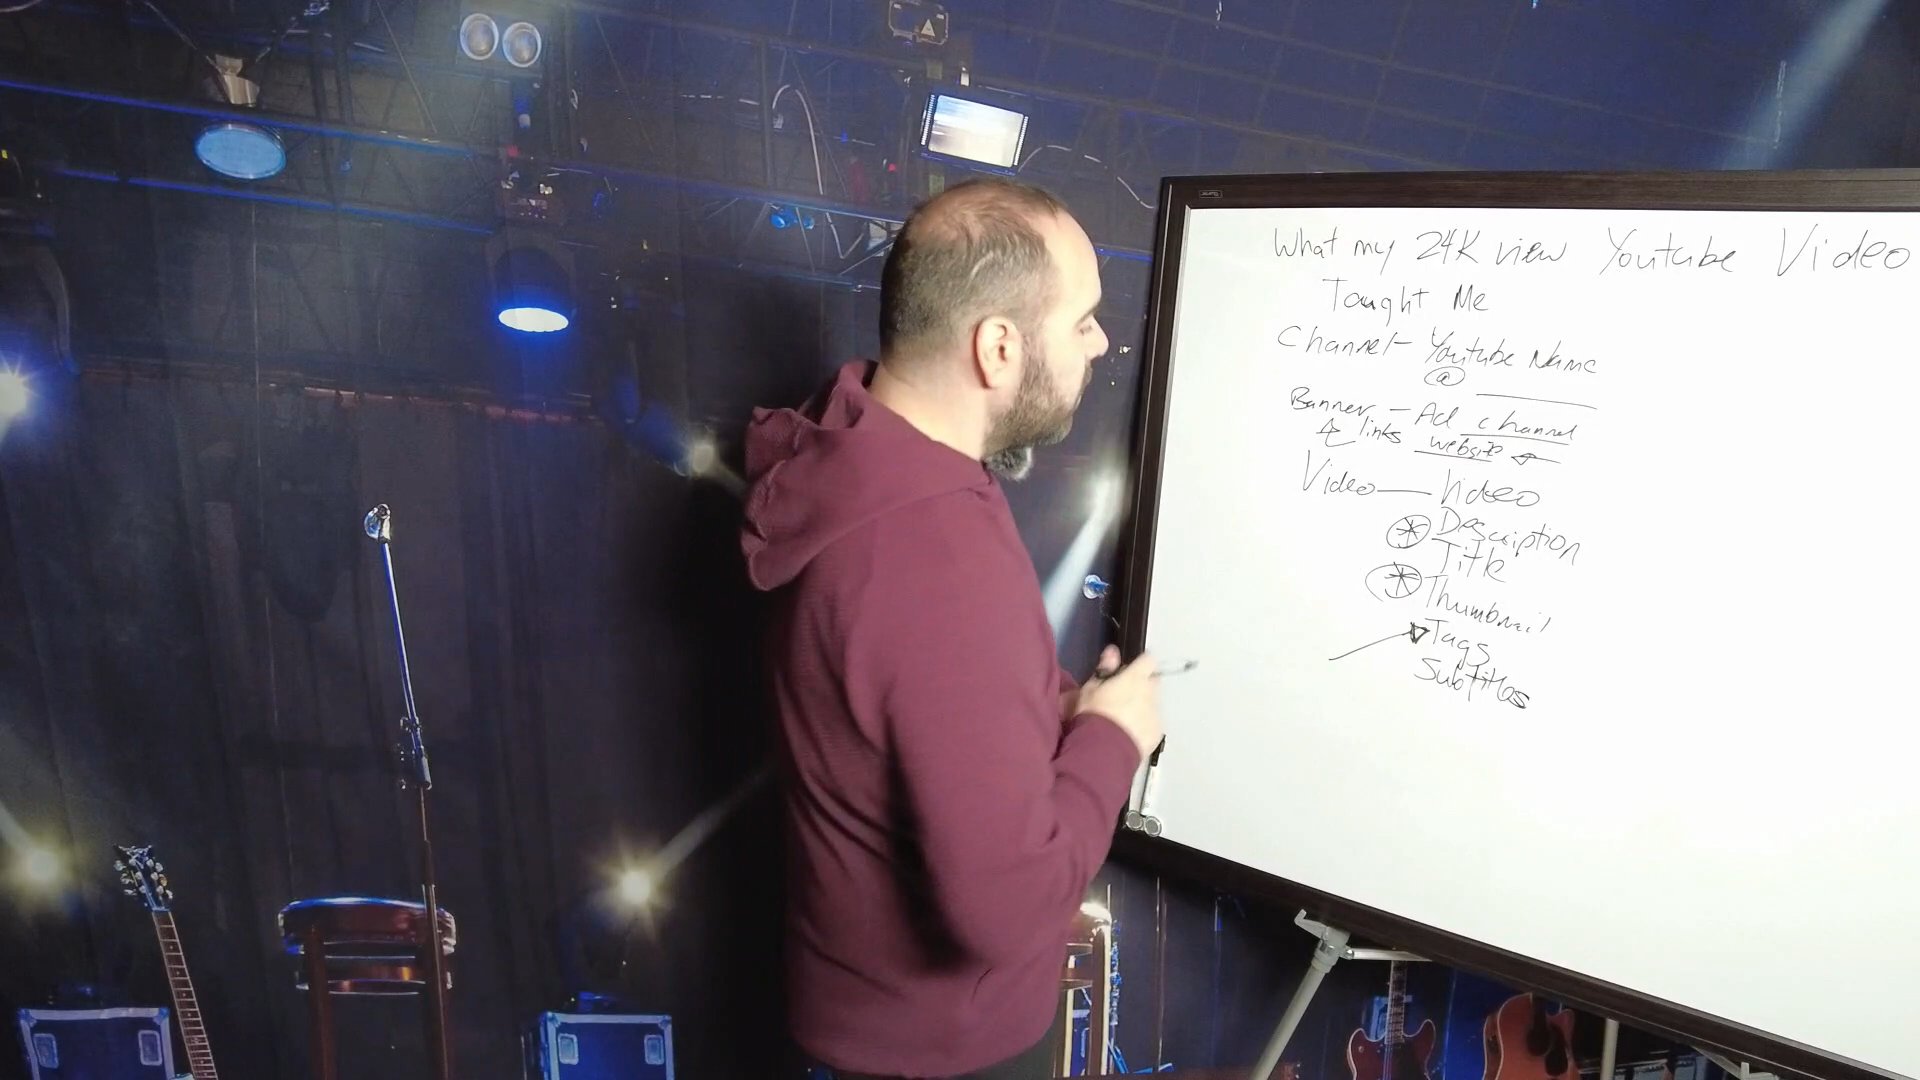 What my 24K view Youtube Video
Taught Me
Channel - Youtube Name
@
Banner - Ad channel
links website
Video — Video
Description
Title
Thumbnail
Tags
Subtitles